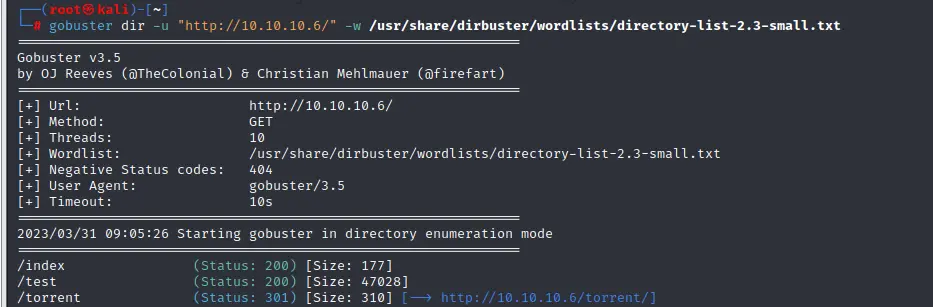 ┌──(root㉿kali)-[~]
└─# gobuster dir -u "http://10.10.10.6/" -w /usr/share/dirbuster/wordlists/directory-list-2.3-small.txt
===============================================================
Gobuster v3.5
by OJ Reeves (@TheColonial) & Christian Mehlmauer (@firefart)
===============================================================
[+] Url:                     http://10.10.10.6/
[+] Method:                  GET
[+] Threads:                 10
[+] Wordlist:                /usr/share/dirbuster/wordlists/directory-list-2.3-small.txt
[+] Negative Status codes:   404
[+] User Agent:              gobuster/3.5
[+] Timeout:                 10s
===============================================================
2023/03/31 09:05:26 Starting gobuster in directory enumeration mode
===============================================================
/index                (Status: 200) [Size: 177]
/test                 (Status: 200) [Size: 47028]
/torrent              (Status: 301) [Size: 310] [--> http://10.10.10.6/torrent/]